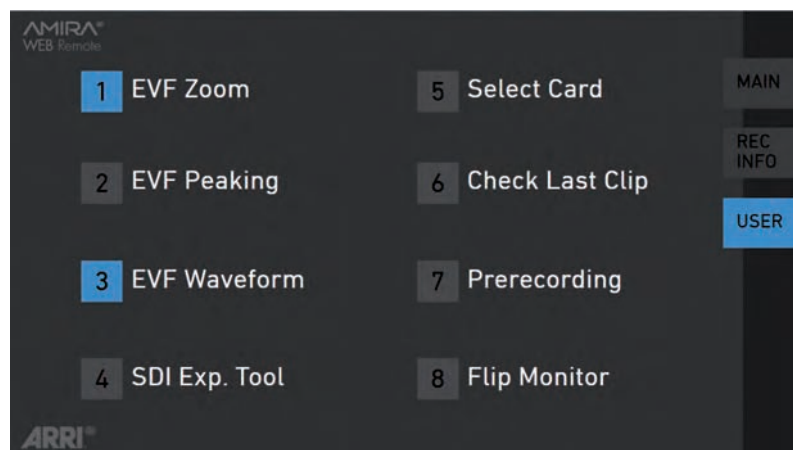 AMIRA®
WEB Remote
1 EVF Zoom
2 EVF Peaking
3 EVF Waveform
4 SDI Exp. Tool
5 Select Card
6 Check Last Clip
7 Prerecording
8 Flip Monitor
MAIN
REC
INFO
USER
ARRI®